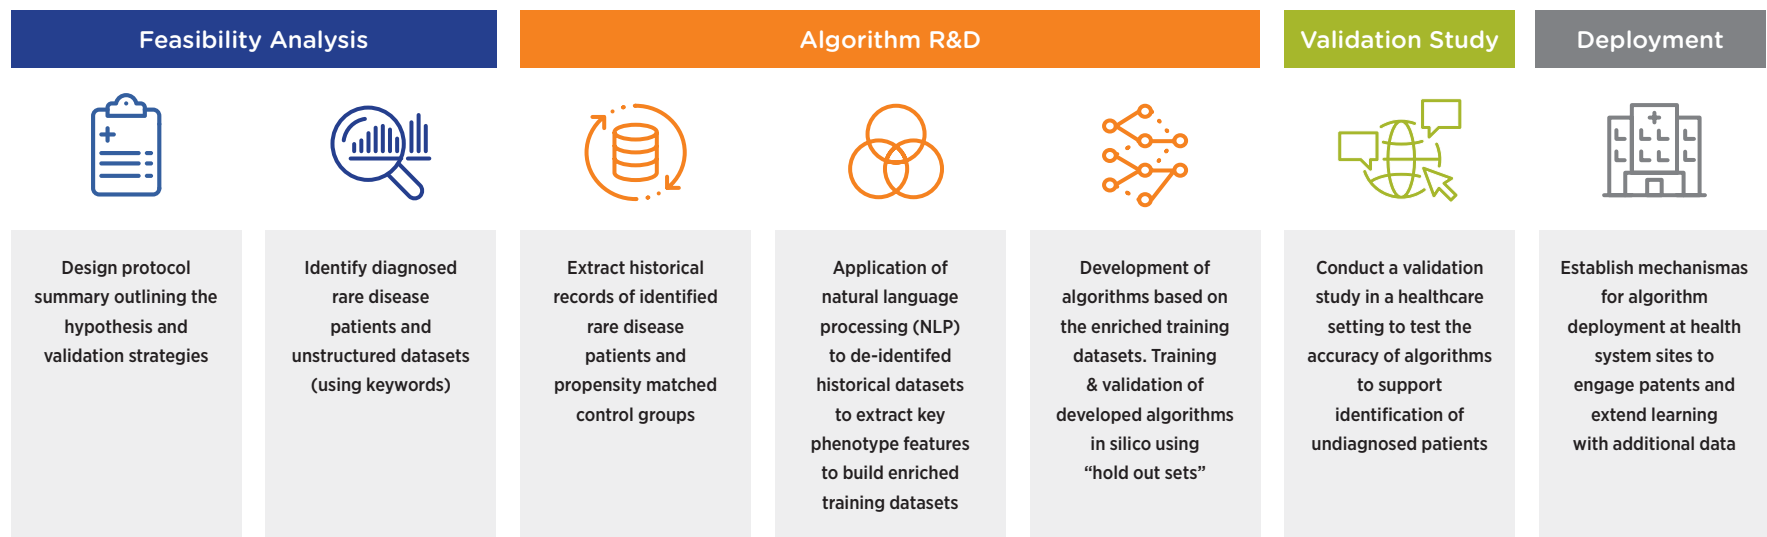 Feasibility Analysis
Algorithm R&D
Validation Study
Deployment
Design protocol
summary outlining the
hypothesis and
validation strategies
Identify diagnosed
rare disease
patients and
unstructured datasets
(using keywords)
Extract historical
records of identified
rare disease
patients and
propensity matched
control groups
Application of
natural language
processing (NLP)
to de-identifed
historical datasets
to extract key
phenotype features
to build enriched
training datasets
Development of
algorithms based on
the enriched training
datasets. Training
& validation of
developed algorithms
in silico using
“hold out sets”
Conduct a validation
study in a healthcare
setting to test the
accuracy of algorithms
to support
identification of
undiagnosed patients
Establish mechanismas
for algorithm
deployment at health
system sites to
engage patents and
extend learning
with additional data